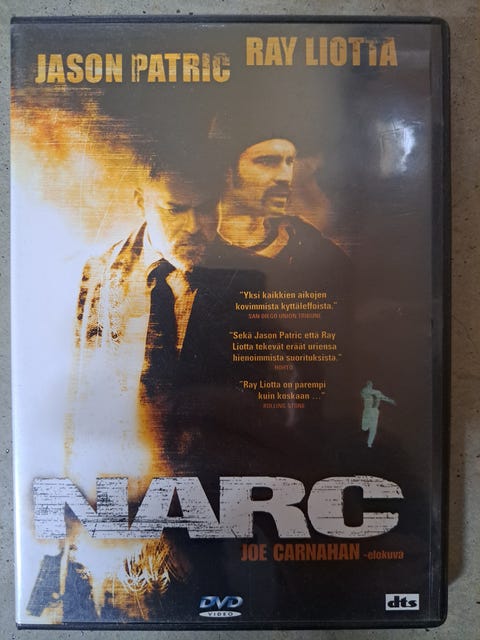 JASON PATRIC RAY LIOTTA
"Yksi kaikkien aikojen
kovimmista kyttäleffoista."
SAN DIEGO UNION TRIBUNE
"Sekä Jason Patric että Ray
Liotta tekevät eräät uriensa
hienoimmista suorituksista."
HOHTO
"Ray Liotta on parempi
kuin koskaan ..."
ROLLING STONE
NARC
JOE CARNAHAN -elokuva
DVD
VIDEO
dts